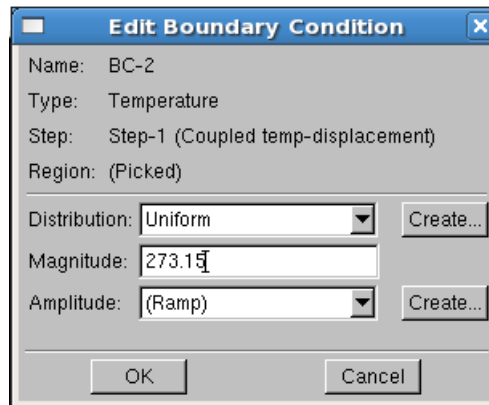 Edit Boundary Condition
Name: BC-2
Type: Temperature
Step: Step-1 (Coupled temp-displacement)
Region: (Picked)
Distribution: Uniform Create...
Magnitude: 273.15
Amplitude: (Ramp) Create...
OK Cancel